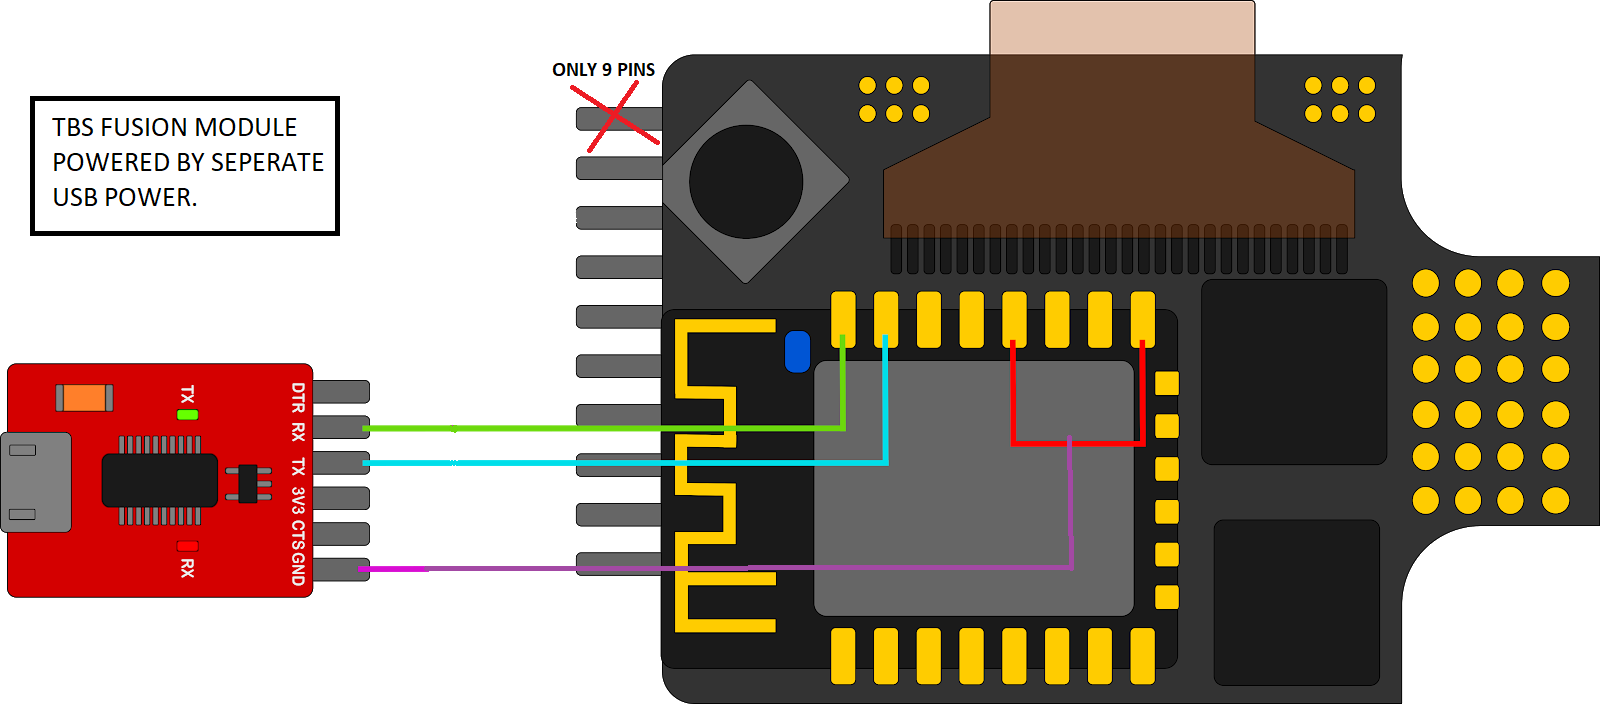 ONLY 9 PINS
TBS FUSION MODULE
POWERED BY SEPERATE
USB POWER.
TX
DTR
RX
TX
3V3
CTS
GND
RX